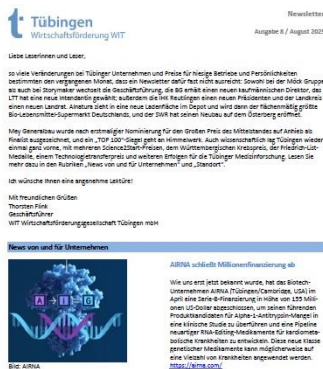 Newsletter
Tübingen
Wirtschaftsförderung WIT
Ausgabe 8 / August 2025
Liebe Leserinnen und Leser,
so viele Veränderungen bei Tübinger Unternehmen und Preise für hiesige Betriebe und Persönlichkeiten
bestimmten den vergangenen Monat, dass ein Newsletter dafür fast nicht ausreicht: Sowohl bei der Möck Gruppe
als auch bei Storymaker wechselt die Geschäftsführung, die BG erhält einen neuen kaufmännischen Direktor, das
LTT hat eine neue Intendantin gewählt; außerdem die IHK Reutlingen einen neuen Präsidenten und der Landkreis
einen neuen Landrat. Alnatura zieht in eine neue Ladenfläche im Depot und wird dann der flächenmäßig größte
Bio-Lebensmittel-Supermarkt Deutschlands, und der SWR hat seinen Neubau auf dem Österberg eröffnet.
Mey Generalbau wurde nach erstmaliger Nominierung für den Großen Preis des Mittelstandes auf Anhieb als
Finalist ausgezeichnet, und ein „TOP 100“-Siegel geht an Himmelwerk. Auch wissenschaftlich lag Tübingen wieder
einmal ganz vorne, mit mehreren Science2Start-Preisen, dem Württembergischen Krebspreis, der Friedrich-List-
Medaille, einem Technologietransferpreis und weiteren Erfolgen für die Tübinger Medizinforschung. Lesen Sie
mehr dazu in den Rubriken „News von und für Unternehmen“ und „Standort“.
Ich wünsche Ihnen eine angenehme Lektüre!
Mit freundlichen Grüßen
Thorsten Flink
Geschäftsführer
WIT Wirtschaftsförderungsgesellschaft Tübingen mbH
News von und für Unternehmen
A I G
Bild: AIRNA
AIRNA schließt Millionenfinanzierung ab
Wie uns erst jetzt bekannt wurde, hat das Biotech-
Unternehmen AIRNA (Tübingen/Cambridge, USA) im
April eine Serie-B-Finanzierung in Höhe von 155 Milli-
onen US-Dollar abgeschlossen, um seinen führenden
Produktkandidaten für Alpha-1-Antitrypsin-Mangel in
eine klinische Studie zu überführen und eine Pipeline
neuartiger RNA-Editing-Medikamente für kardiometa-
bolische Krankheiten zu entwickeln. Diese neue Klasse
genetischer Medikamente kann möglicherweise auf
eine Vielzahl von Krankheiten angewendet werden.
https://airna.com/